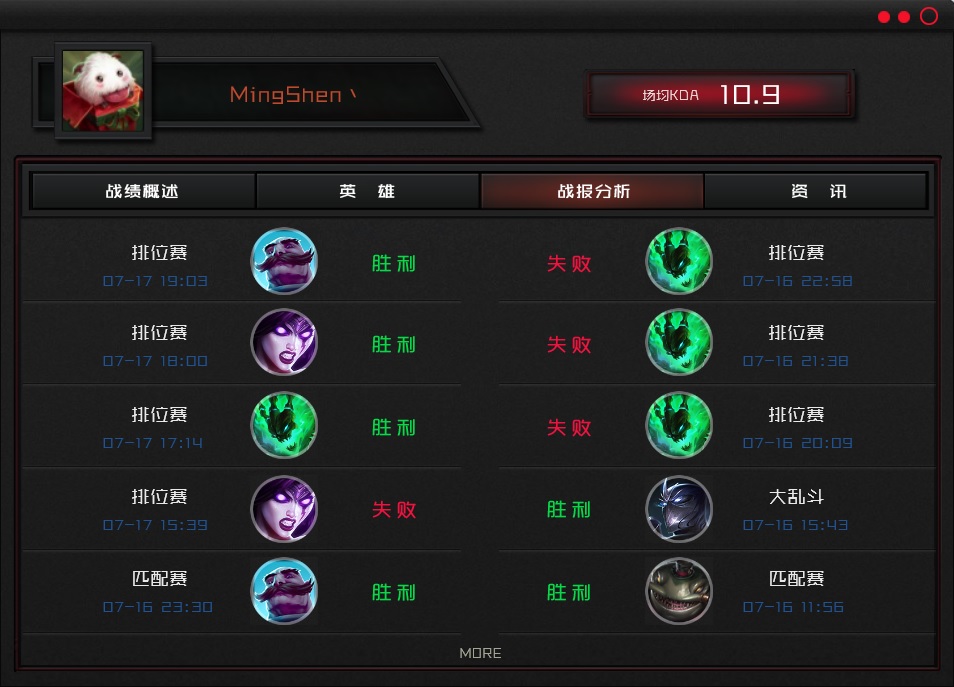 MingShen丶
场均KDA 10.9
战绩概述 英 雄 战报分析 资 讯
排位赛
07-17 19:03
胜利
失败
排位赛
07-16 22:58
排位赛
07-17 18:00
胜利
失败
排位赛
07-16 21:38
排位赛
07-17 17:14
胜利
失败
排位赛
07-16 20:09
排位赛
07-17 15:39
失败
胜利
大乱斗
07-16 15:43
匹配赛
07-16 23:30
胜利
胜利
匹配赛
07-16 11:56
MORE